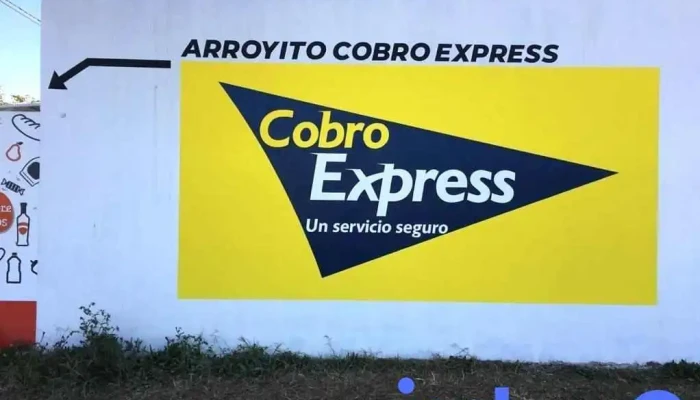 ARROYITO COBRO EXPRESS
Cobro
Express
Un servicio seguro